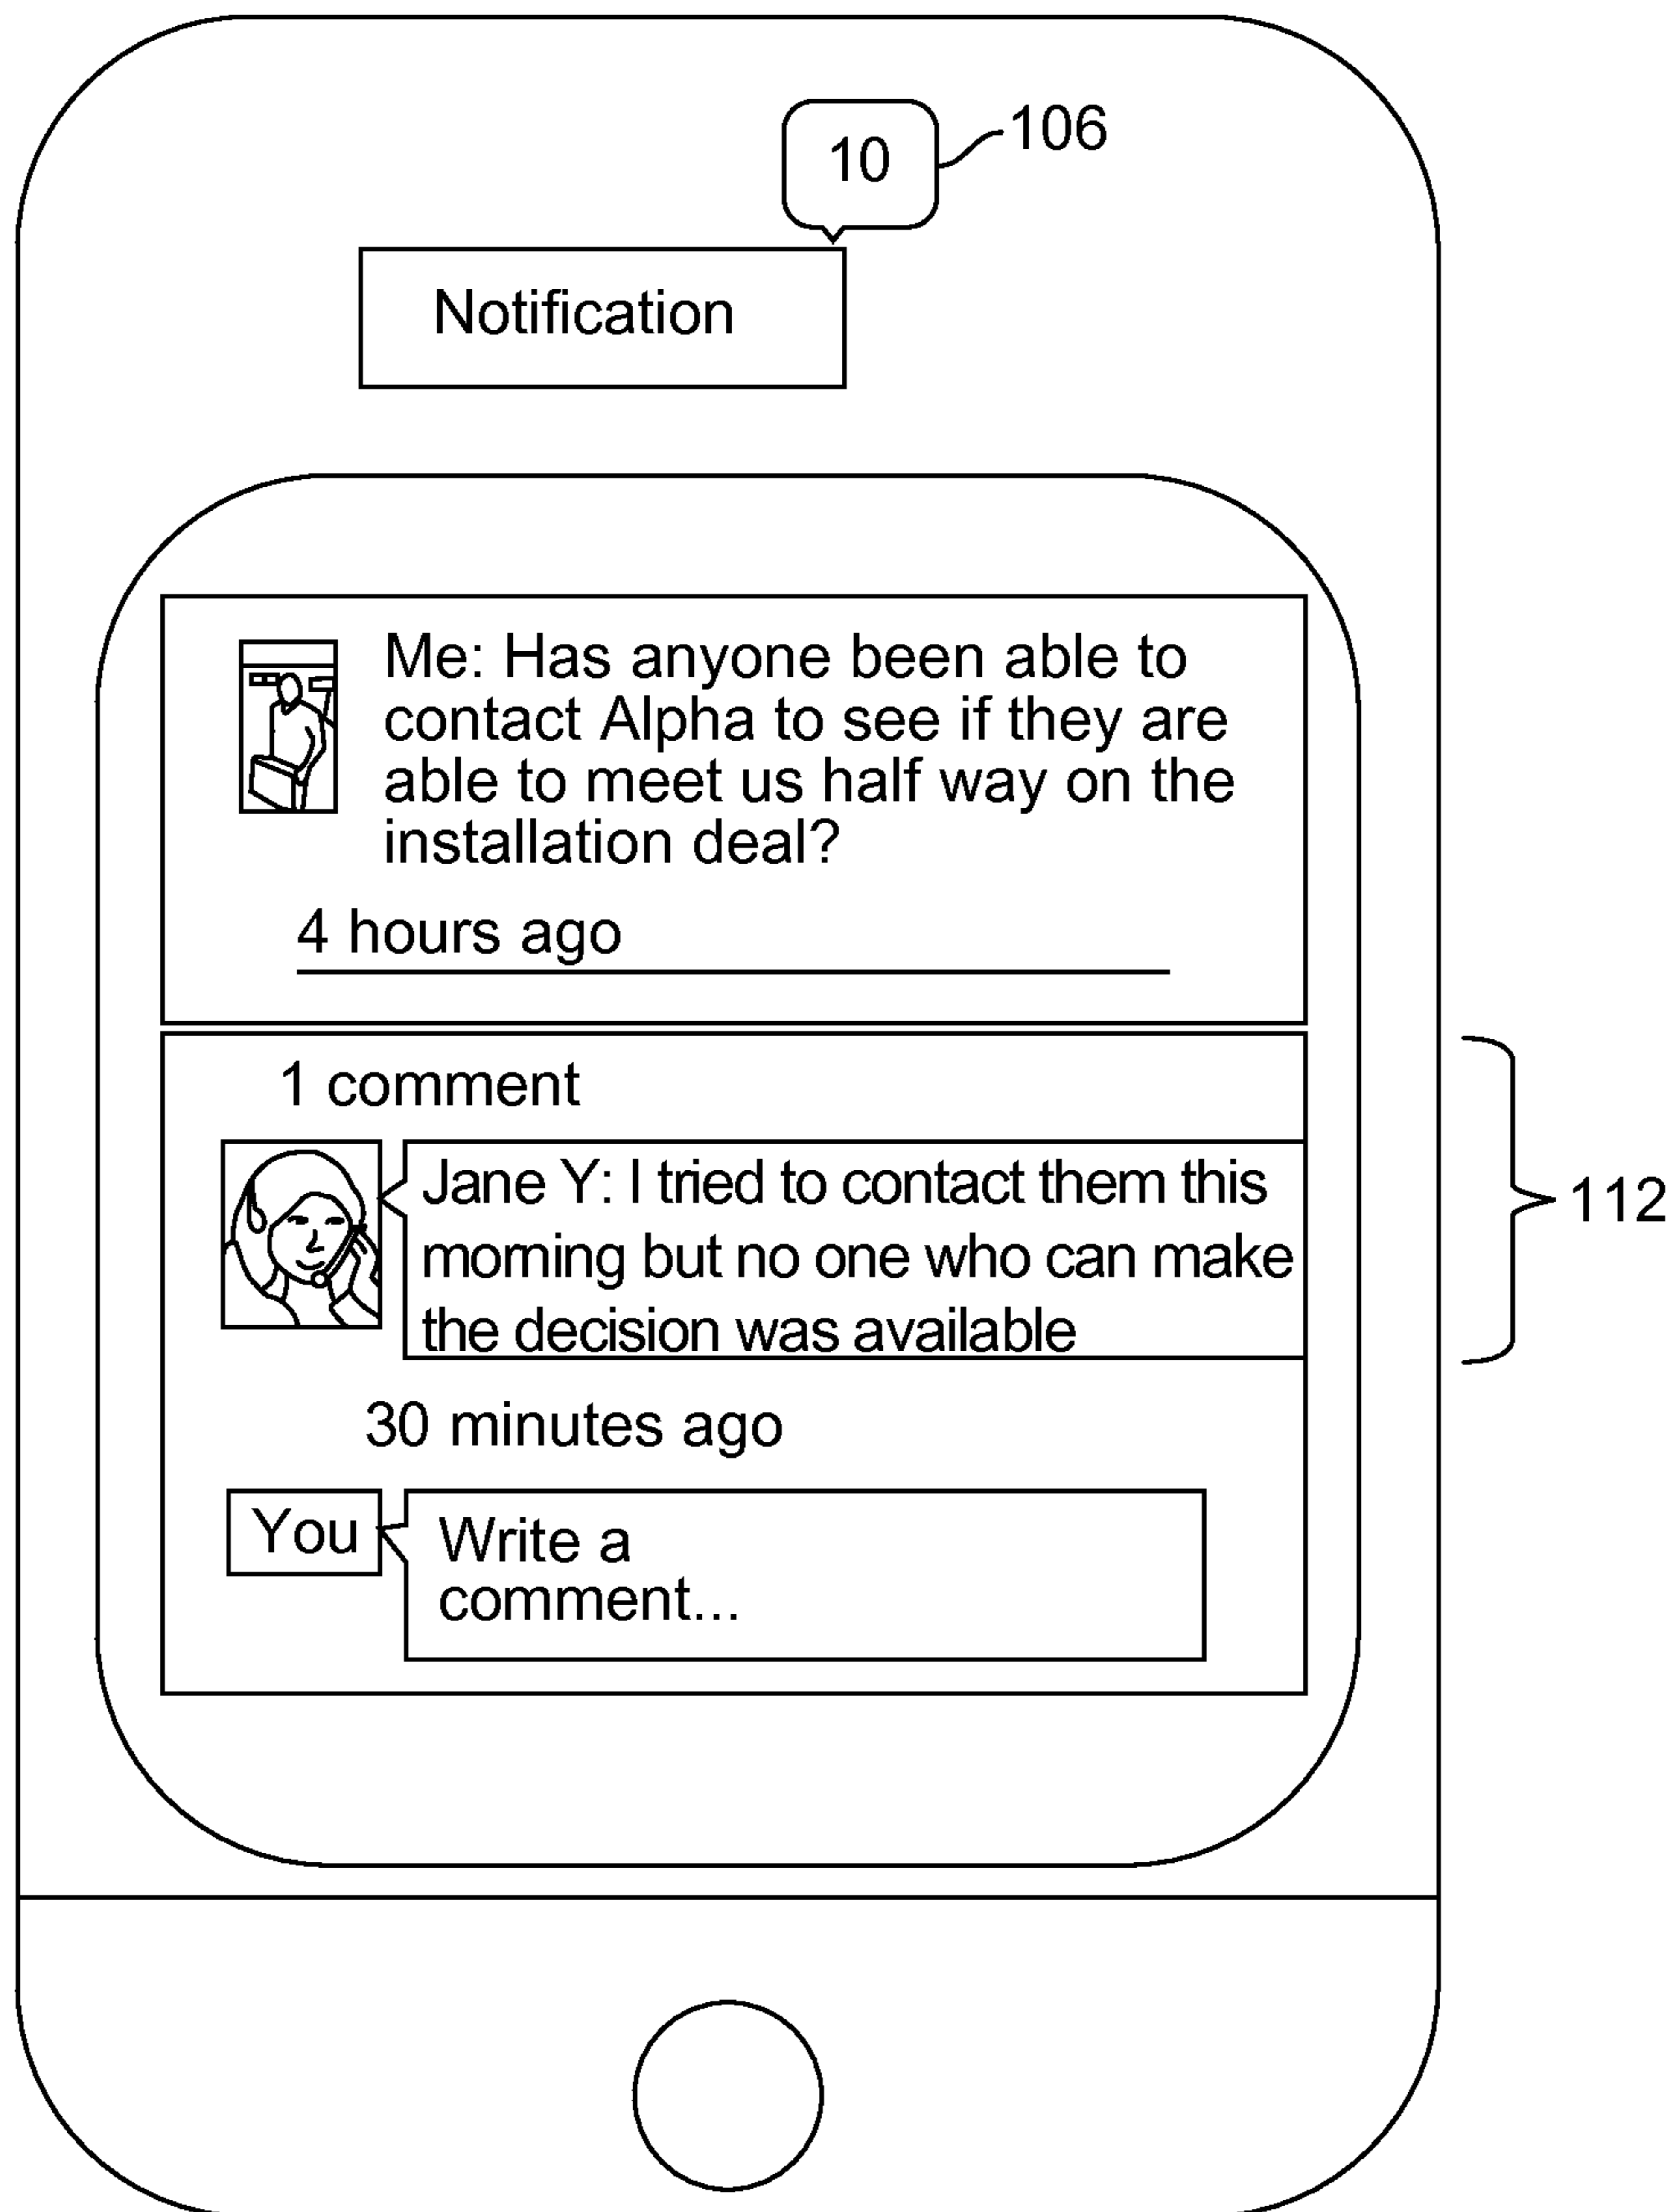 10
106
Notification
Me: Has anyone been able to
contact Alpha to see if they are
able to meet us half way on the
installation deal?
4 hours ago
1 comment
Jane Y: I tried to contact them this
morning but no one who can make
the decision was available
112
30 minutes ago
You
Write a
comment...